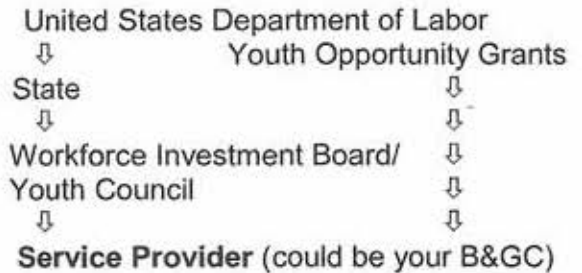 United States Department of Labor
⇩ Youth Opportunity Grants
State ⇩
⇩ ⇩
Workforce Investment Board/ ⇩
Youth Council ⇩
⇩ ⇩
Service Provider (could be your B&GC)